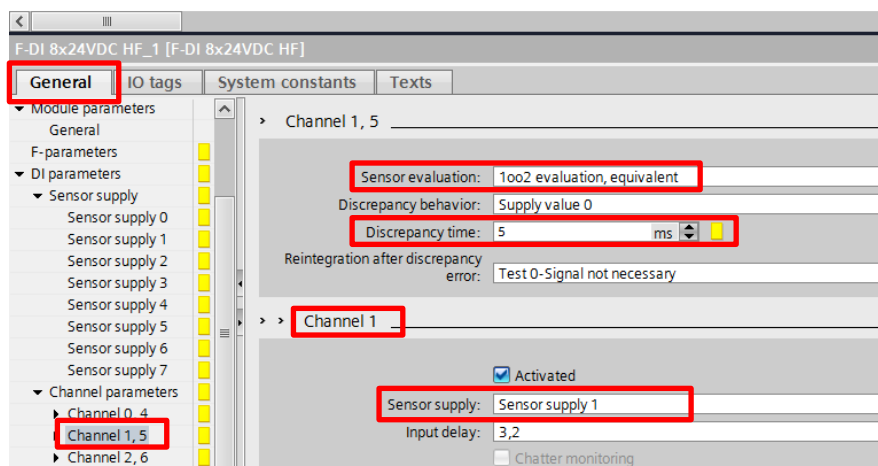 F-DI 8x24VDC HF_1 [F-DI 8x24VDC HF]
General IO tags System constants Texts
Module parameters
General
F-parameters
DI parameters
Sensor supply
Sensor supply 0
Sensor supply 1
Sensor supply 2
Sensor supply 3
Sensor supply 4
Sensor supply 5
Sensor supply 6
Sensor supply 7
Channel parameters
Channel 0, 4
Channel 1, 5
Channel 2, 6
Channel 1, 5
Sensor evaluation: 1oo2 evaluation, equivalent
Discrepancy behavior: Supply value 0
Discrepancy time: 5 ms
Reintegration after discrepancy
error: Test 0-Signal not necessary
Channel 1
Activated
Sensor supply: Sensor supply 1
Input delay: 3,2
Chatter monitoring